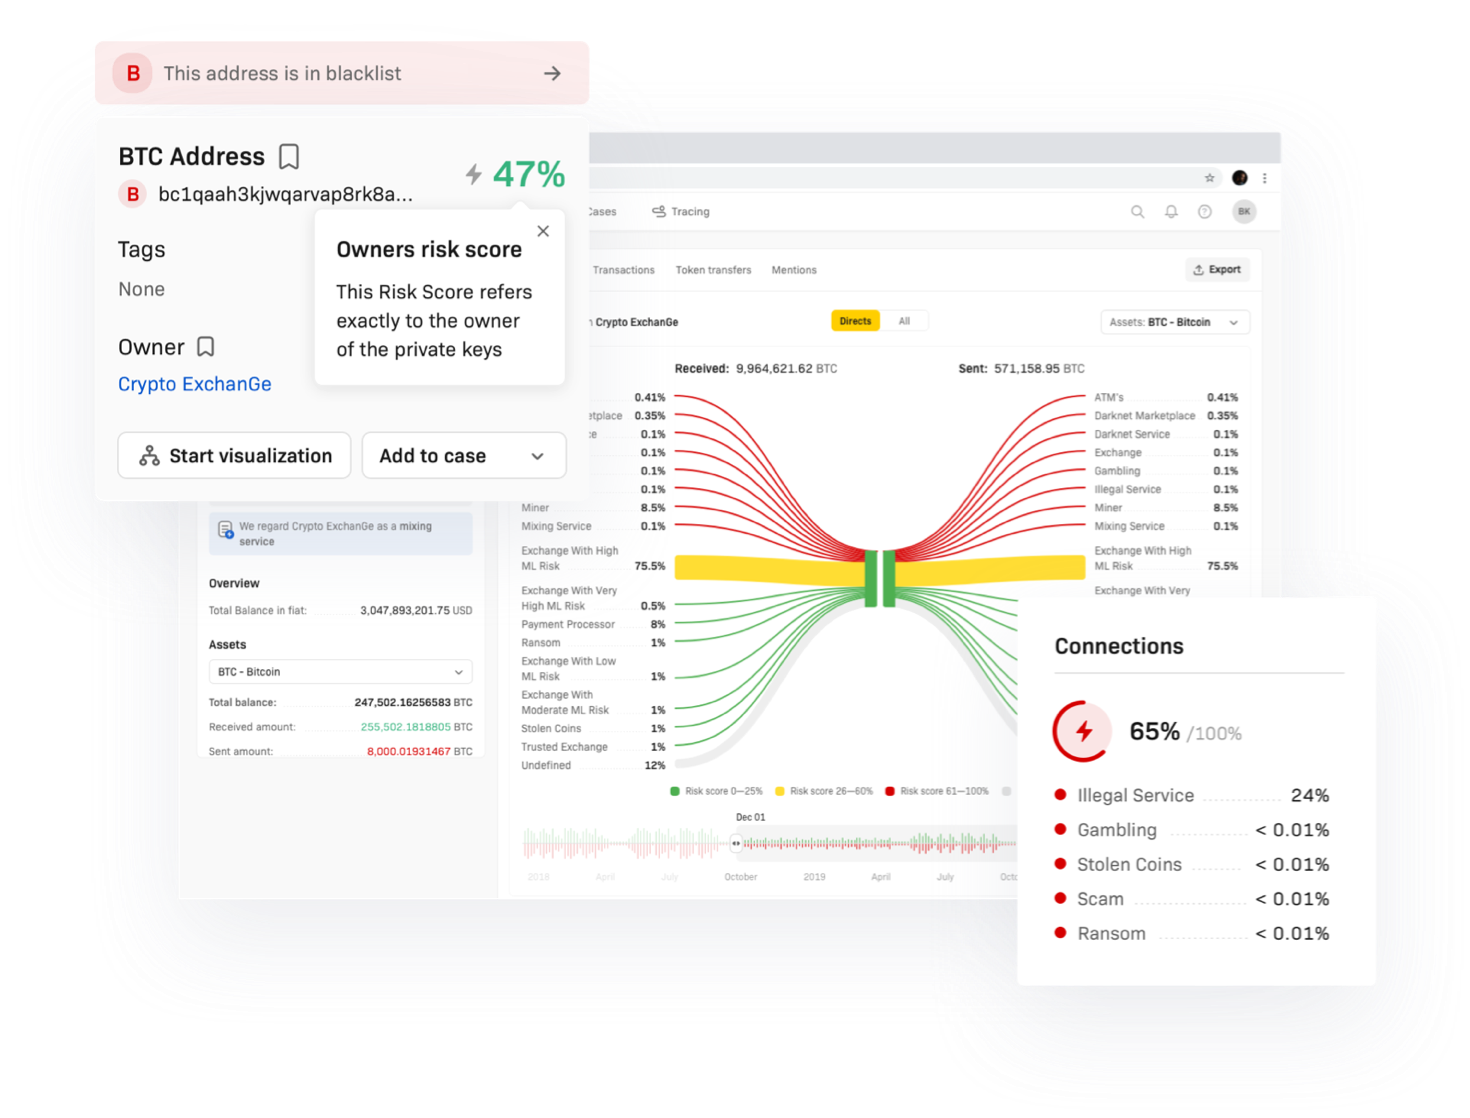 B This address is in blacklist
BTC Address
47%
B bc1qaah3kjwqarvap8rk8a...
Owners risk score
This Risk Score refers
exactly to the owner
of the private keys
Tags
None
Owner
Crypto ExchanGe
Start visualization
Add to case
Tracing
BK
Transactions
Token transfers
Mentions
Export
Crypto ExchanGe
Directs
All
Assets: BTC - Bitcoin
Received: 9,964,621.62 BTC
Sent: 571,158.95 BTC
0.41%
0.35%
0.1%
0.1%
0.1%
0.1%
Miner 8.5%
Mixing Service 0.1%
Exchange With High
ML Risk 75.5%
Exchange With Very
High ML Risk 0.5%
Payment Processor 8%
Ransom 1%
Exchange With Low
ML Risk 1%
Exchange With
Moderate ML Risk 1%
Stolen Coins 1%
Trusted Exchange 1%
Undefined 12%
ATM's 0.41%
Darknet Marketplace 0.35%
Darknet Service 0.1%
Exchange 0.1%
Gambling 0.1%
Illegal Service 0.1%
Miner 8.5%
Mixing Service 0.1%
Exchange With High
ML Risk 75.5%
Exchange With Very
We regard Crypto ExchanGe as a mixing
service
Overview
Total Balance in fiat: 3,047,893,201.75 USD
Assets
BTC - Bitcoin
Total balance: 247,502.16256583 BTC
Received amount: 255,502.1818805 BTC
Sent amount: 8,000.01931467 BTC
Risk score 0—25%
Risk score 26—60%
Risk score 61—100%
Dec 01
2018
April
July
October
2019
April
July
Connections
65% /100%
Illegal Service 24%
Gambling < 0.01%
Stolen Coins < 0.01%
Scam < 0.01%
Ransom < 0.01%